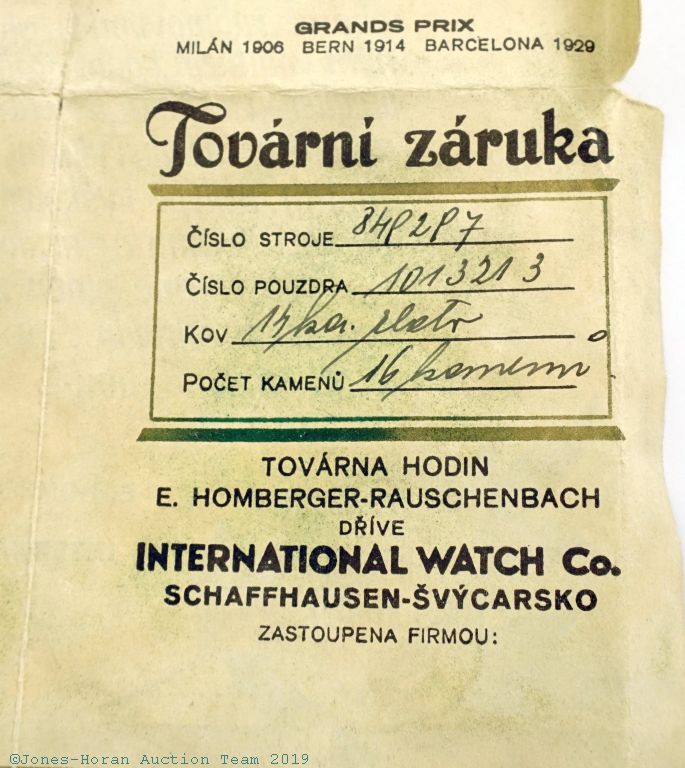 GRANDS PRIX
MILÁN 1906 BERN 1914 BARCELONA 1929
Tovární záruka
ČÍSLO STROJE
ČÍSLO POUZDRA 1013213
KOV 14 ka. zlato
POČET KAMENŮ 16 kamenů
TOVÁRNA HODIN
E. HOMBERGER-RAUSCHENBACH
DŘÍVE
INTERNATIONAL WATCH Co.
SCHAFFHAUSEN-ŠVÝCARSKO
ZASTOUPENA FIRMOU:
©Jones-Horan Auction Team 2019